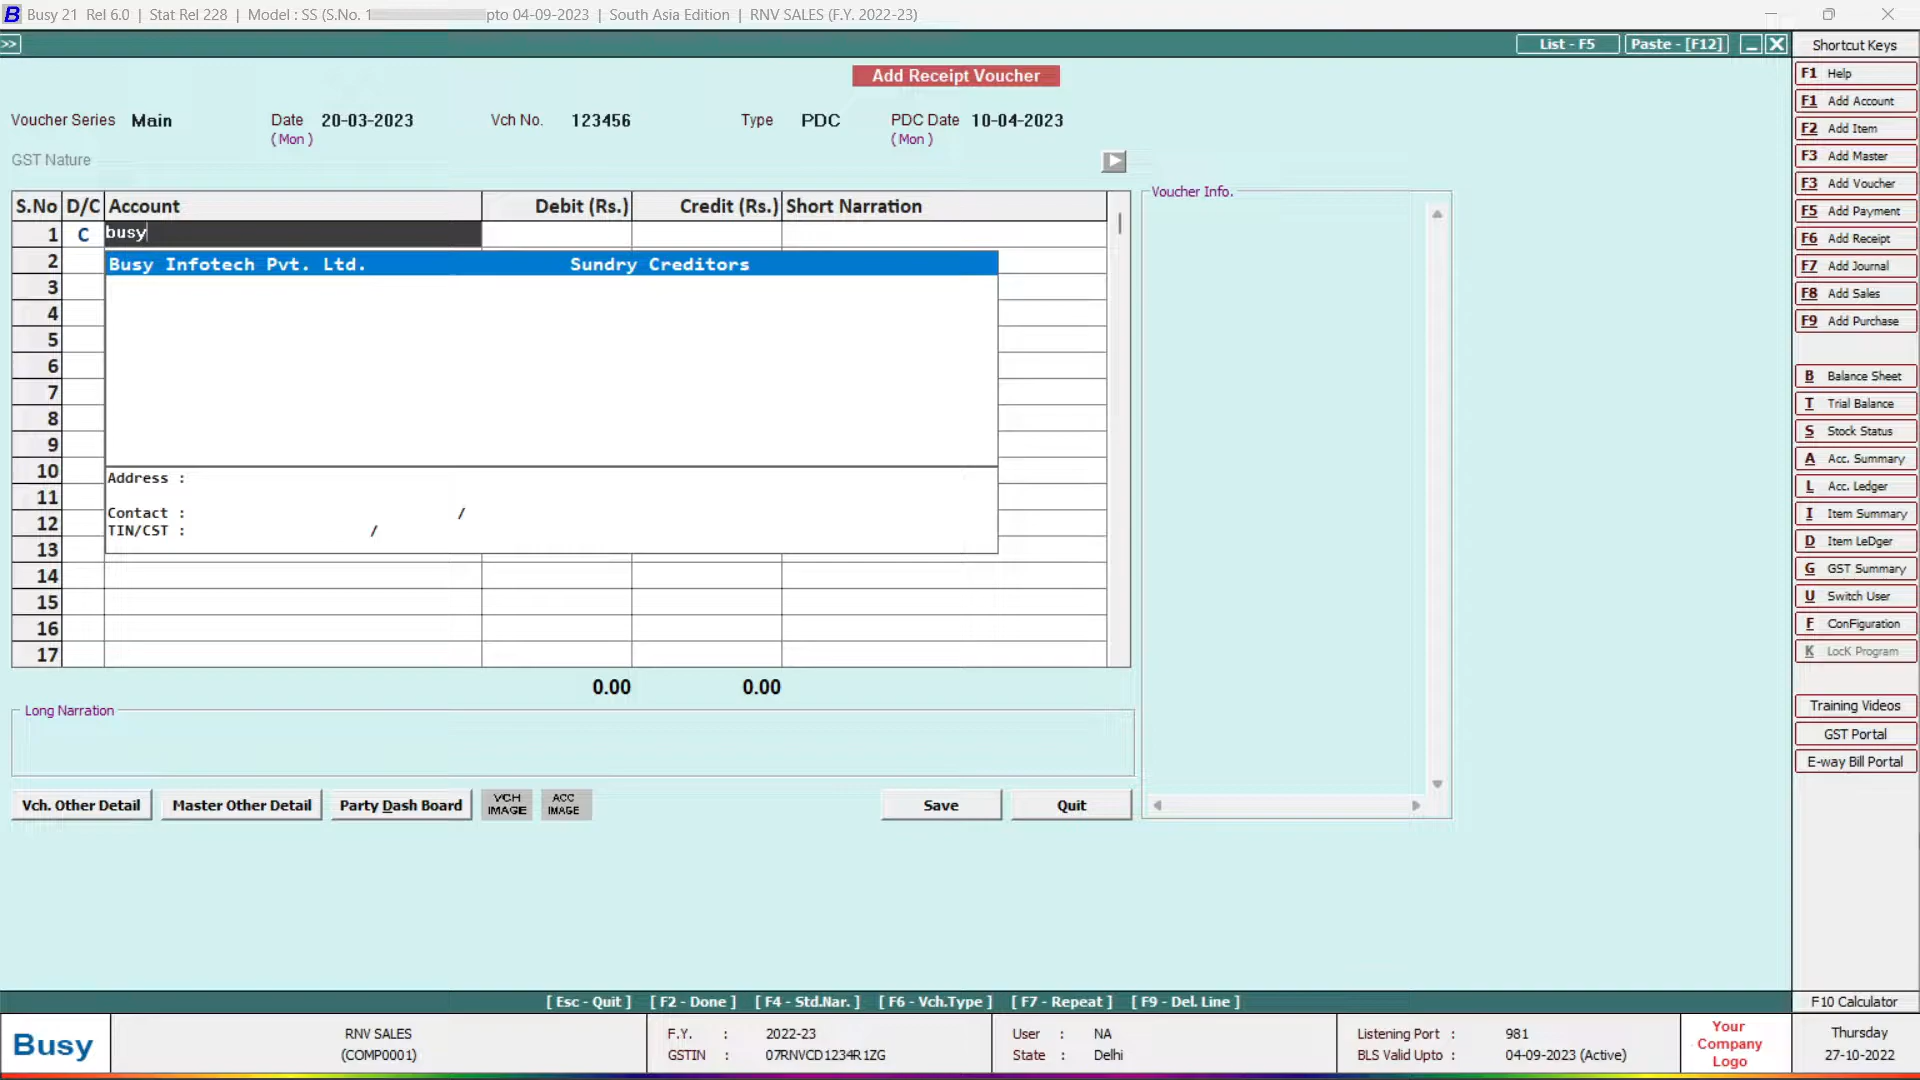 Busy 21 Rel 6.0 | Stat Rel 228 | Model : SS (S.No. 1 pto 04-09-2023 | South Asia Edition | RNV SALES (F.Y. 2022-23)
>> List - F5 Paste - [F12] Shortcut Keys
Add Receipt Voucher
Voucher Series Main Date 20-03-2023 Vch No. 123456 Type PDC PDC Date 10-04-2023
( Mon ) ( Mon )
GST Nature
S.No D/C Account Debit (Rs.) Credit (Rs.) Short Narration
1 C busy
2
Busy Infotech Pvt. Ltd. Sundry Creditors
3
4
5
6
7
8
9
10
Address :
11
Contact : /
12
TIN/CST : /
13
14
15
16
17
0.00 0.00
Voucher Info.
Long Narration
Vch. Other Detail Master Other Detail Party Dash Board VCH IMAGE ACC IMAGE Save Quit
F1 Help
F1 Add Account
F2 Add Item
F3 Add Master
F3 Add Voucher
F5 Add Payment
F6 Add Receipt
F7 Add Journal
F8 Add Sales
F9 Add Purchase
B Balance Sheet
T Trial Balance
S Stock Status
A Acc. Summary
L Acc. Ledger
I Item Summary
D Item LeDger
G GST Summary
U Switch User
F ConFiguration
K LocK Program
Training Videos
GST Portal
E-way Bill Portal
[ Esc - Quit ] [ F2 - Done ] [ F4 - Std.Nar. ] [ F6 - Vch.Type ] [ F7 - Repeat ] [ F9 - Del. Line ] F10 Calculator
Busy
RNV SALES
(COMP0001)
F.Y. : 2022-23
GSTIN : 07RNVCD1234R1ZG
User : NA
State : Delhi
Listening Port : 981
BLS Valid Upto : 04-09-2023 (Active)
Your
Company
Logo
Thursday
27-10-2022